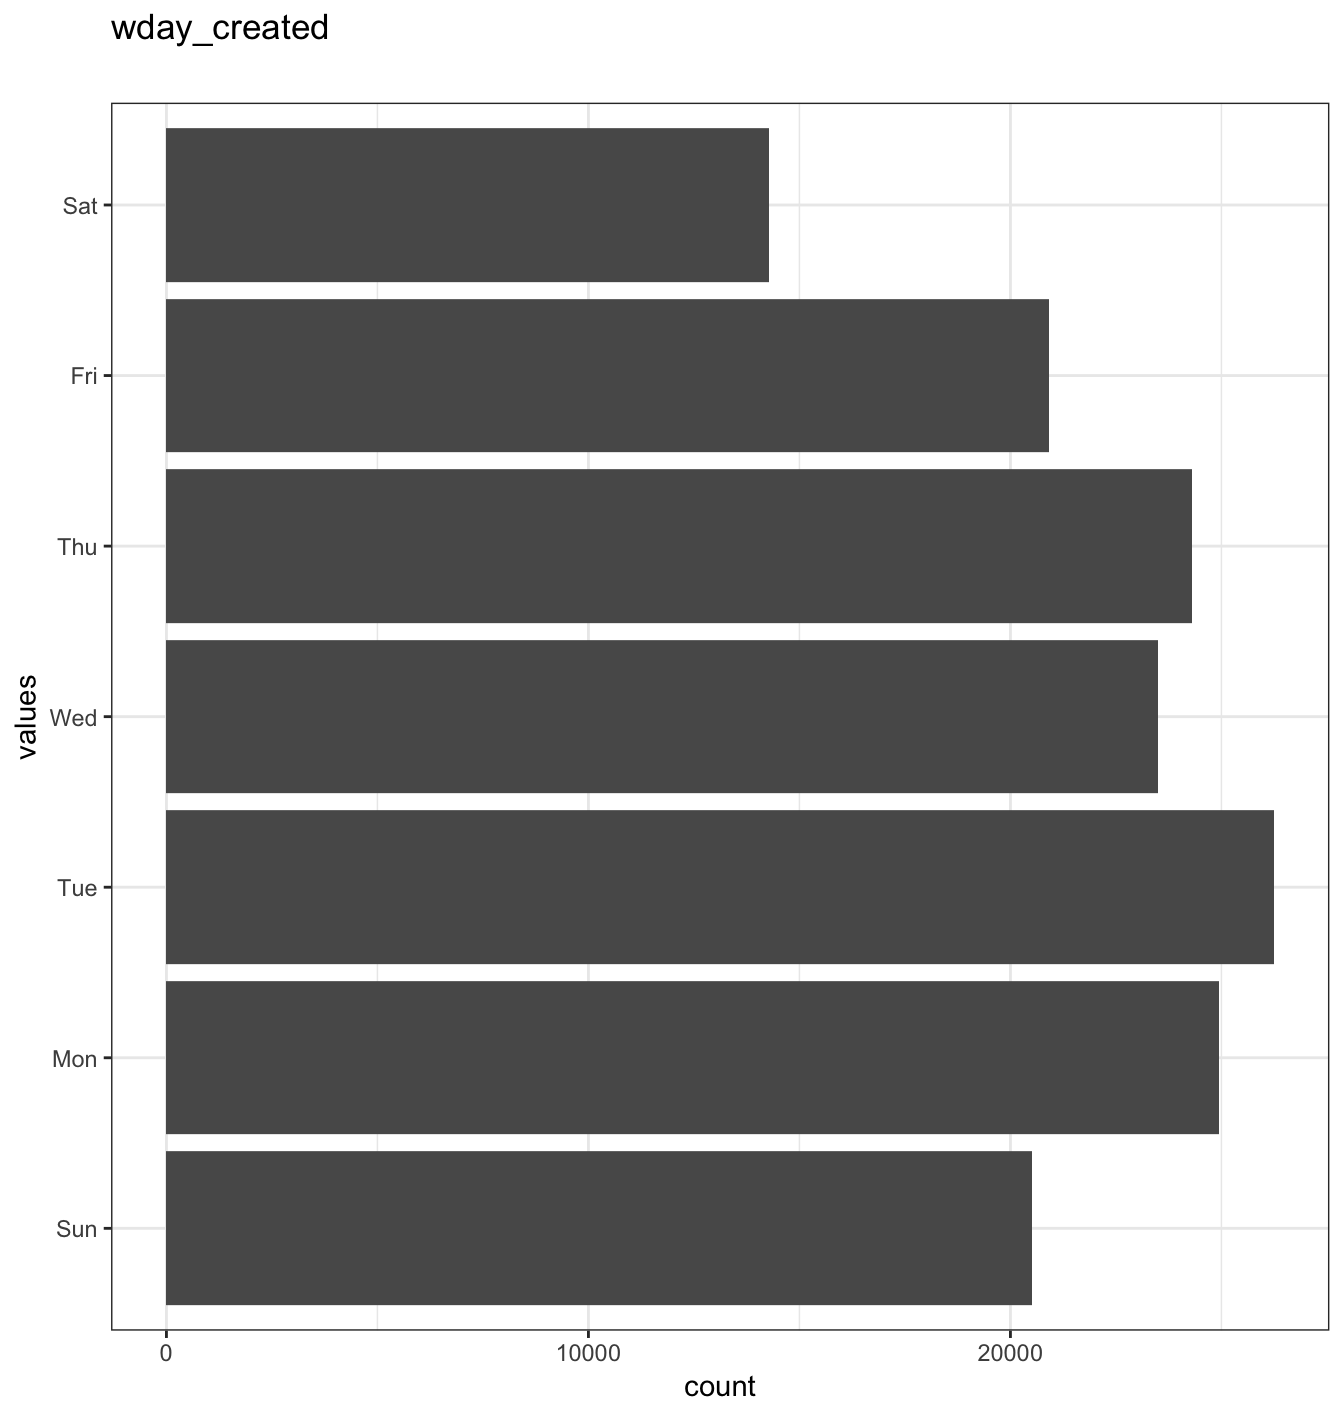 wday_created
Sat
Fri
Thu
Wed
Tue
Mon
Sun
values
0 10000 20000
count